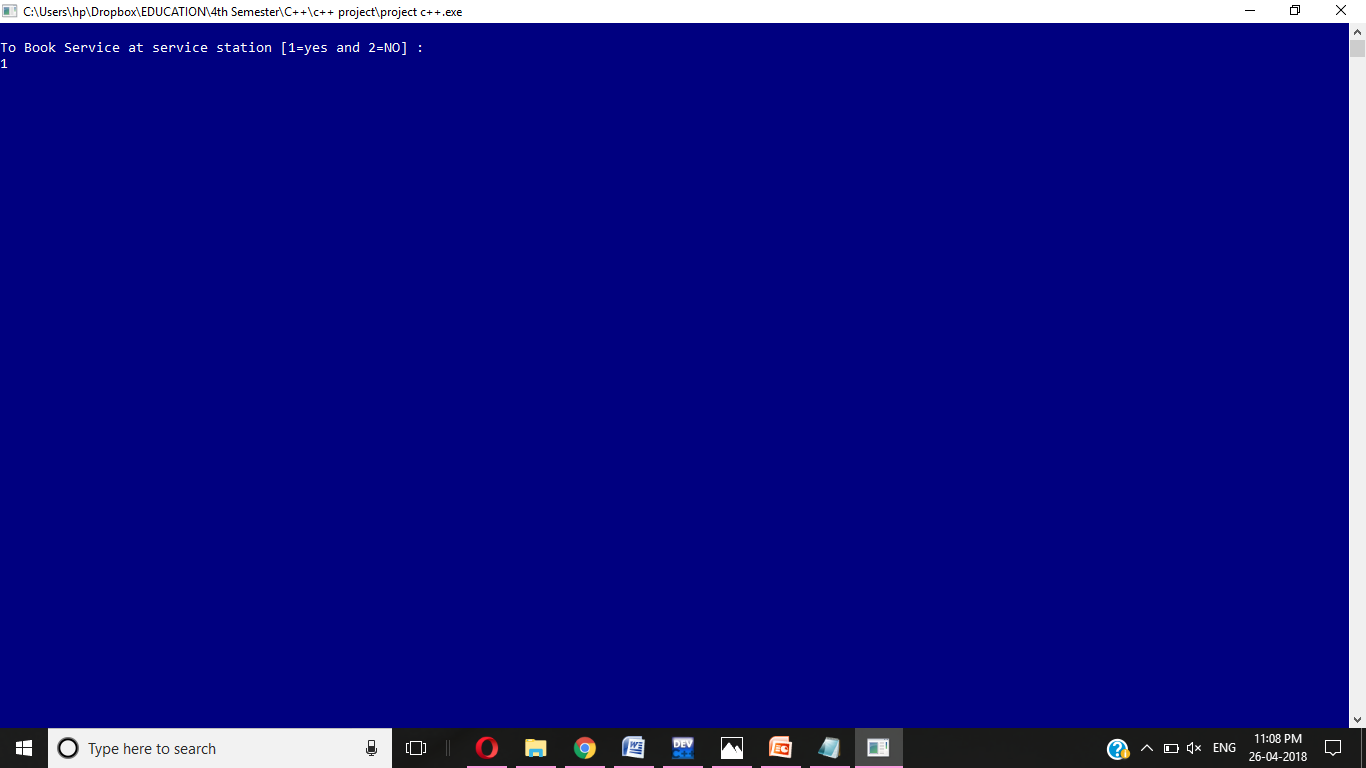 C:\Users\hp\Dropbox\EDUCATION\4th Semester\C++\c++ project\project c++.exe
To Book Service at service station [1=yes and 2=NO] :
1
Type here to search
DEV
ENG
11:08 PM
26-04-2018